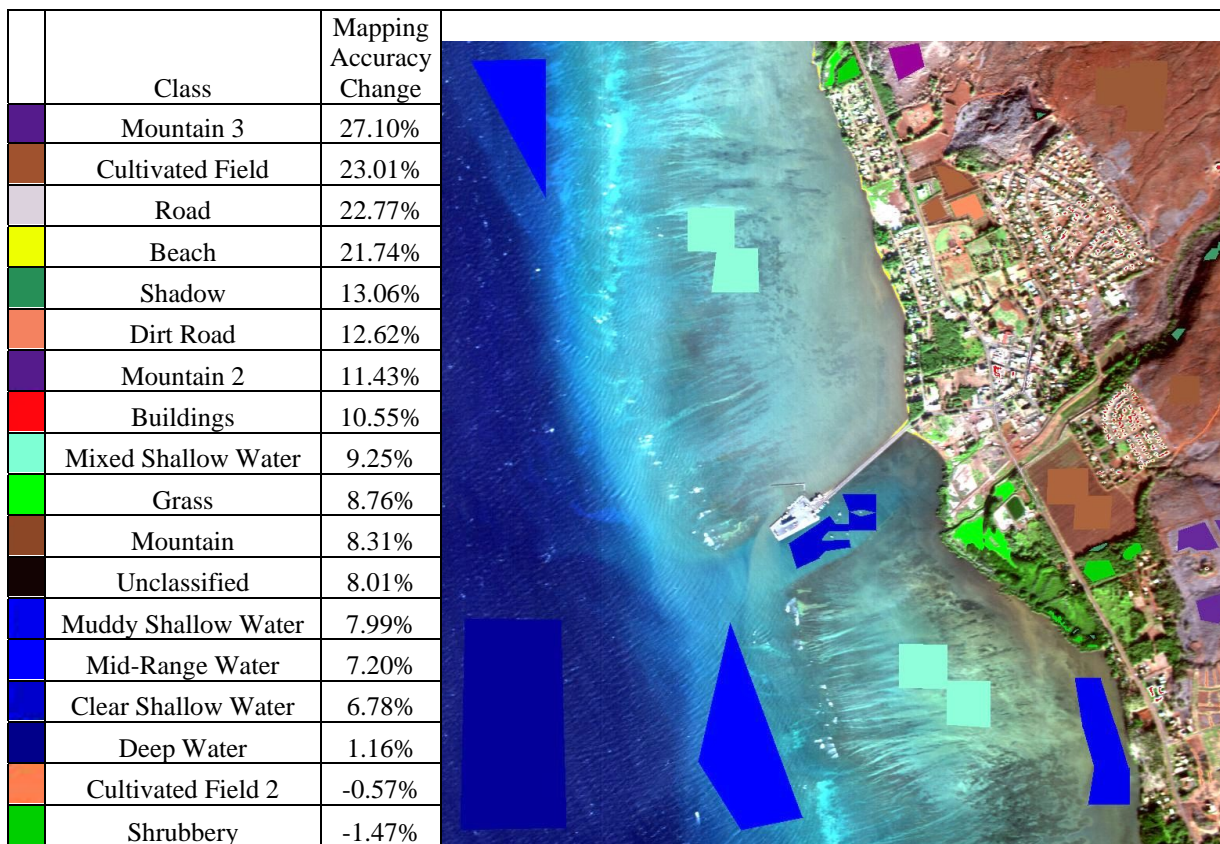 Class Mapping Accuracy Change
Mountain 3 27.10%
Cultivated Field 23.01%
Road 22.77%
Beach 21.74%
Shadow 13.06%
Dirt Road 12.62%
Mountain 2 11.43%
Buildings 10.55%
Mixed Shallow Water 9.25%
Grass 8.76%
Mountain 8.31%
Unclassified 8.01%
Muddy Shallow Water 7.99%
Mid-Range Water 7.20%
Clear Shallow Water 6.78%
Deep Water 1.16%
Cultivated Field 2 -0.57%
Shrubbery -1.47%